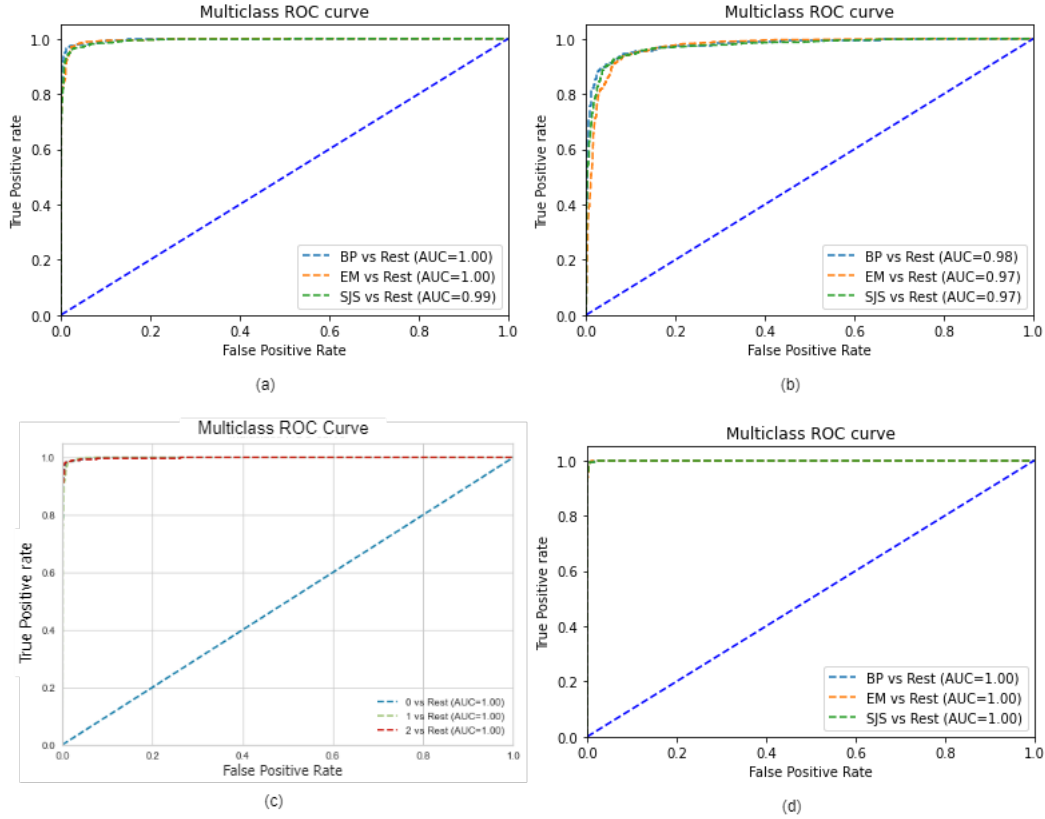 Multiclass ROC curve
1.0
0.8
0.6
0.4
0.2
0.0
True Positive rate
BP vs Rest (AUC=1.00)
EM vs Rest (AUC=1.00)
SJS vs Rest (AUC=0.99)
0.0 0.2 0.4 0.6 0.8 1.0
False Positive Rate
(a)
Multiclass ROC curve
1.0
0.8
0.6
0.4
0.2
0.0
True Positive rate
BP vs Rest (AUC=0.98)
EM vs Rest (AUC=0.97)
SJS vs Rest (AUC=0.97)
0.0 0.2 0.4 0.6 0.8 1.0
False Positive Rate
(b)
Multiclass ROC Curve
1.0
0.8
0.6
0.4
0.2
0.0
True Positive rate
0 vs Rest (AUC=1.00)
1 vs Rest (AUC=1.00)
2 vs Rest (AUC=1.00)
0.0 0.2 0.4 0.6 0.8 1.0
False Positive Rate
(c)
Multiclass ROC curve
1.0
0.8
0.6
0.4
0.2
0.0
True Positive rate
BP vs Rest (AUC=1.00)
EM vs Rest (AUC=1.00)
SJS vs Rest (AUC=1.00)
0.0 0.2 0.4 0.6 0.8 1.0
False Positive Rate
(d)